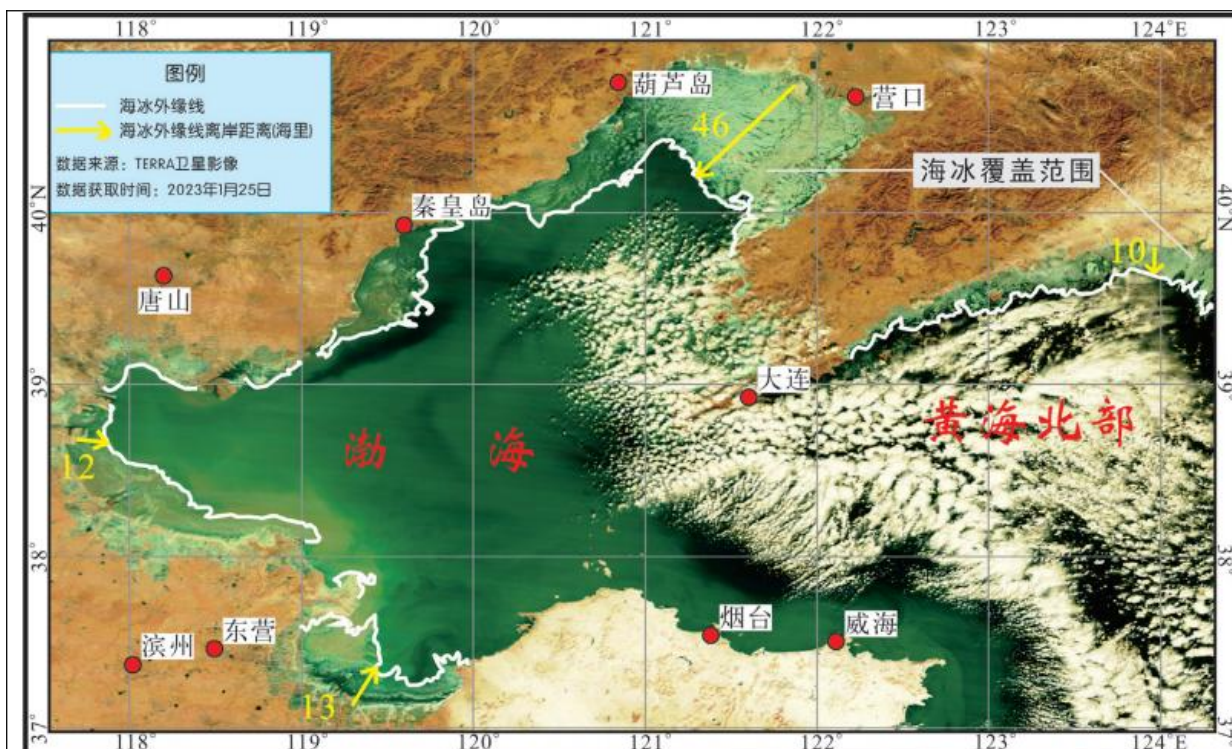 118° 119° 120° 121° 122° 123° 124°E
图例
海冰外缘线
海冰外缘线离岸距离(海里)
数据来源：TERRA卫星影像
数据获取时间：2023年1月25日
葫芦岛
营口
46
海冰覆盖范围
40°N
40°N
秦皇岛
10
唐山
39°
39°
大连
渤海
黄海北部
12
38°
38°
烟台
威海
滨州
东营
13
37°
118° 119° 120° 121° 122° 123° 124°E